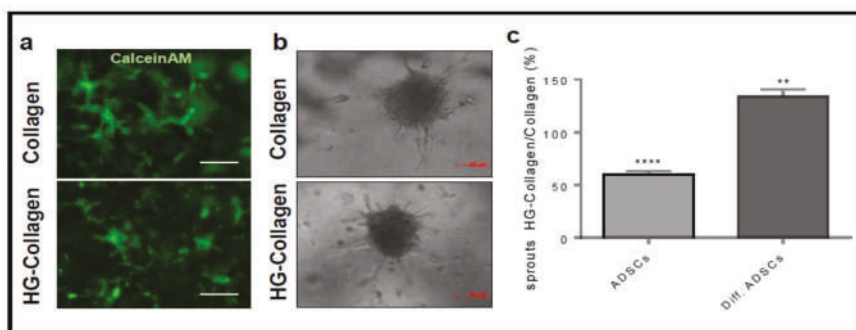 a
CalceinAM
Collagen
HG-Collagen
b
Collagen
HG-Collagen
c
sprouts HG-Collagen/Collagen (%)
150
100
50
0
****
**
ADSCs
Diff. ADSCs